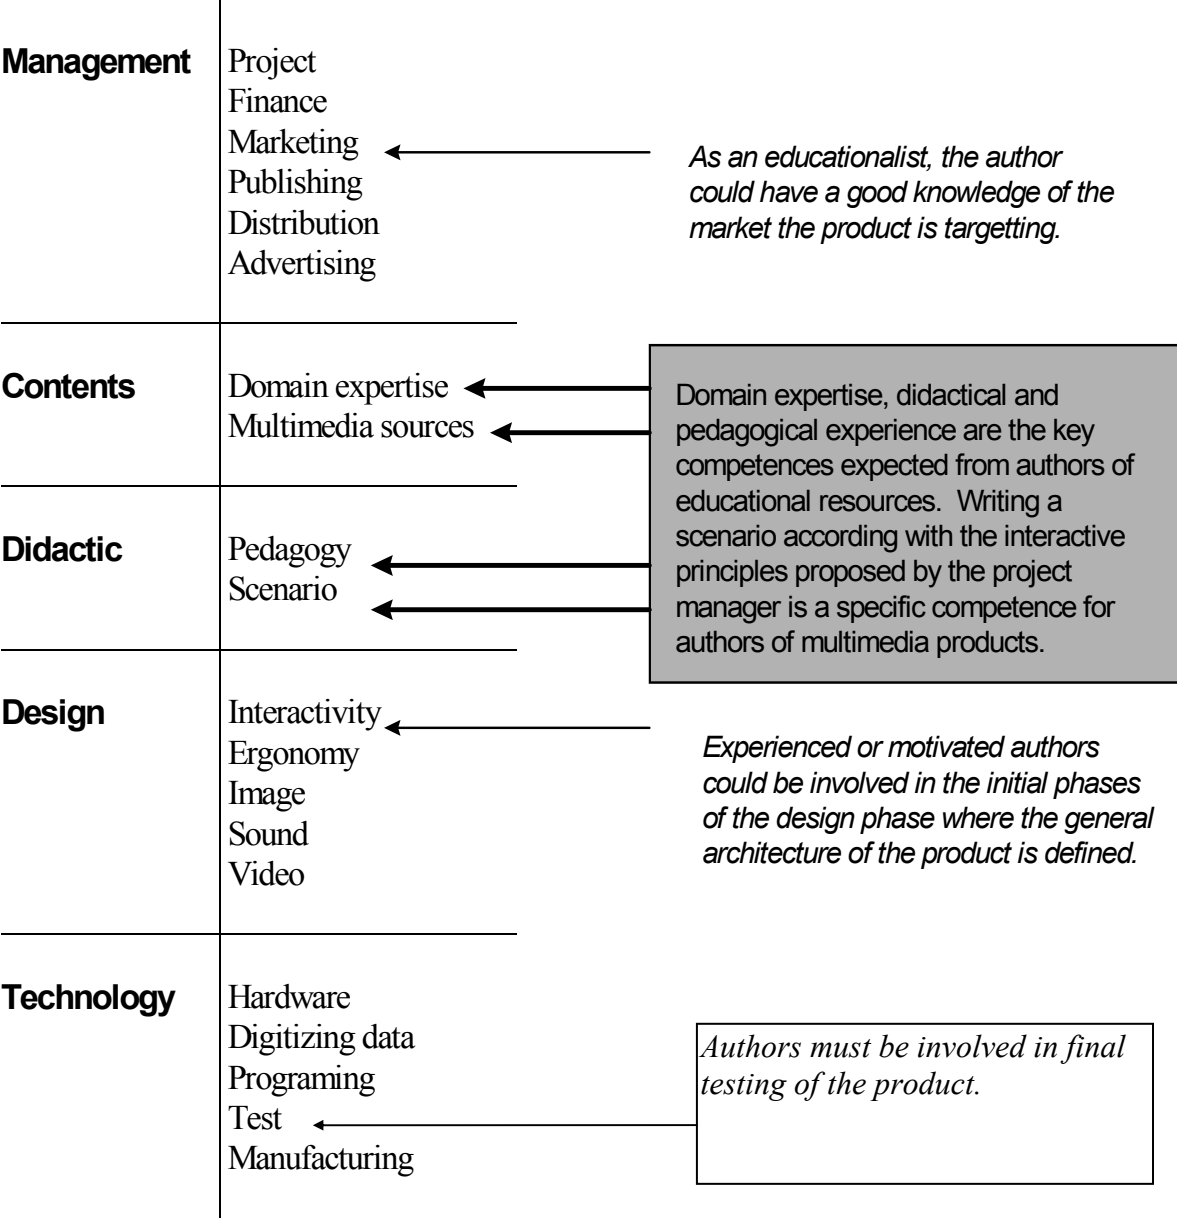 Management
Project
Finance
Marketing
Publishing
Distribution
Advertising
As an educationalist, the author
could have a good knowledge of the
market the product is targetting.
Contents
Domain expertise
Multimedia sources
Domain expertise, didactical and
pedagogical experience are the key
competences expected from authors of
educational resources.  Writing a
scenario according with the interactive
principles proposed by the project
manager is a specific competence for
authors of multimedia products.
Didactic
Pedagogy
Scenario
Design
Interactivity
Ergonomy
Image
Sound
Video
Experienced or motivated authors
could be involved in the initial phases
of the design phase where the general
architecture of the product is defined.
Technology
Hardware
Digitizing data
Programing
Test
Manufacturing
Authors must be involved in final
testing of the product.